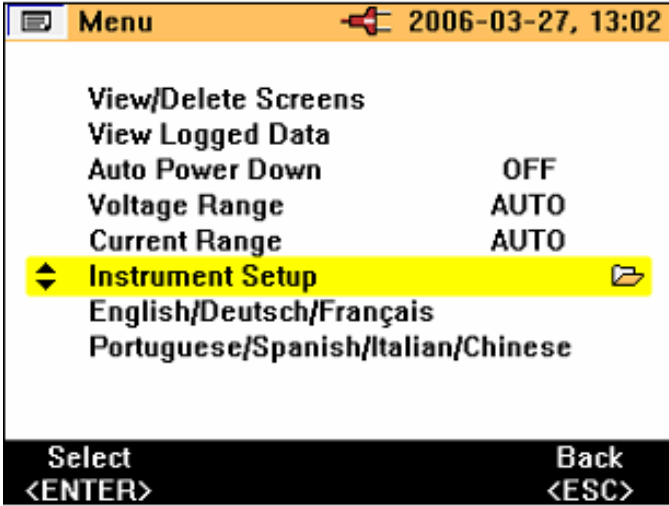 Menu 2006-03-27, 13:02
View/Delete Screens
View Logged Data
Auto Power Down OFF
Voltage Range AUTO
Current Range AUTO
Instrument Setup
English/Deutsch/Français
Portuguese/Spanish/Italian/Chinese
Select Back
<ENTER> <ESC>